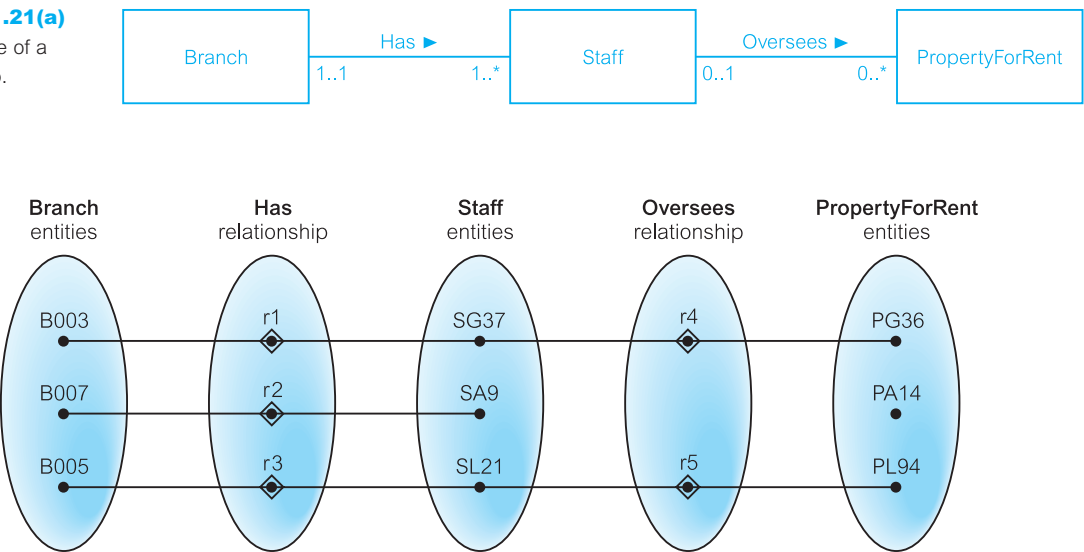 .21(a)
e of a
.
Branch
Has ►
1..1
1..*
Staff
Oversees ►
0..1
0..*
PropertyForRent
Branch
entities
Has
relationship
Staff
entities
Oversees
relationship
PropertyForRent
entities
B003
r1
SG37
r4
PG36
B007
r2
SA9
PA14
B005
r3
SL21
r5
PL94